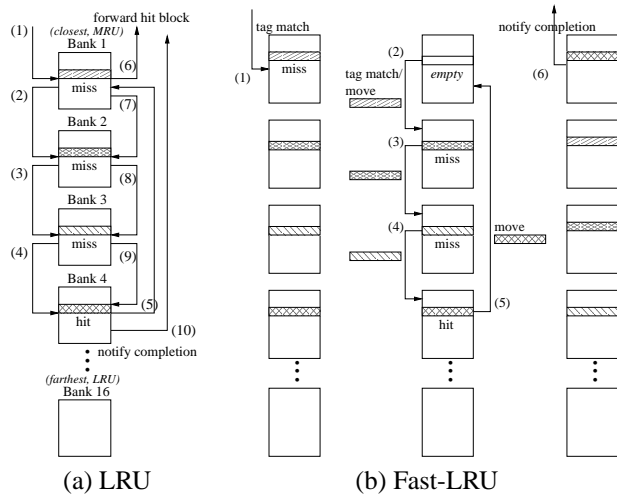 (1)
forward hit block
(closest, MRU)
Bank 1
(6)
miss
(2)
(7)
Bank 2
miss
(3)
(8)
Bank 3
miss
(4)
(9)
Bank 4
(5)
hit
(10)
notify completion
(farthest, LRU)
Bank 16
(a) LRU
tag match
(1)
miss
(2)
empty
tag match/
move
(3)
miss
(4)
miss
move
(5)
hit
notify completion
(6)
(b) Fast-LRU